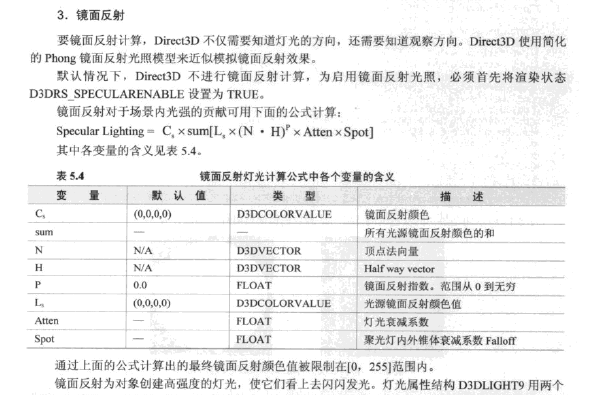 3．镜面反射
要镜面反射计算，Direct3D 不仅需要知道灯光的方向，还需要知道观察方向。Direct3D 使用简化
的 Phong 镜面反射光照模型来近似模拟镜面反射效果。
默认情况下，Direct3D 不进行镜面反射计算，为启用镜面反射光照，必须首先将渲染状态
D3DRS_SPECULARENABLE 设置为 TRUE。
镜面反射对于场景内光强的贡献可用下面的公式计算：
Specular Lighting = Cₛ×sum[Lₛ×(N · H)ᴾ×Atten×Spot]
其中各变量的含义见表 5.4。
表 5.4 镜面反射灯光计算公式中各个变量的含义
变 量 默 认 值 类 型 描 述
Cₛ (0,0,0,0) D3DCOLORVALUE 镜面反射颜色
sum — — 所有光源镜面反射颜色的和
N N/A D3DVECTOR 顶点法向量
H N/A D3DVECTOR Half way vector
P 0.0 FLOAT 镜面反射指数。范围从 0 到无穷
Lₛ (0,0,0,0) D3DCOLORVALUE 光源镜面反射颜色值
Atten — FLOAT 灯光衰减系数
Spot — FLOAT 聚光灯内外锥体衰减系数 Falloff
通过上面的公式计算出的最终镜面反射颜色值被限制在[0，255]范围内。
镜面反射为对象创建高强度的灯光，使它们看上去闪闪发光。灯光属性结构 D3DLIGHT9 用两个